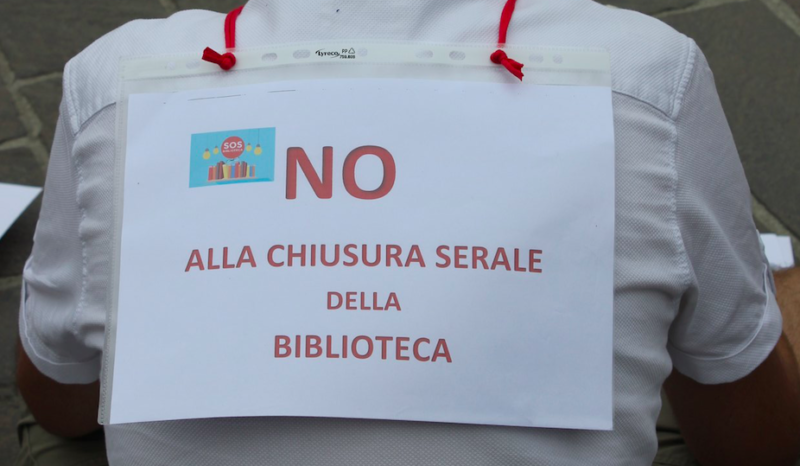 SOS
NO
ALLA CHIUSURA SERALE
DELLA
BIBLIOTECA